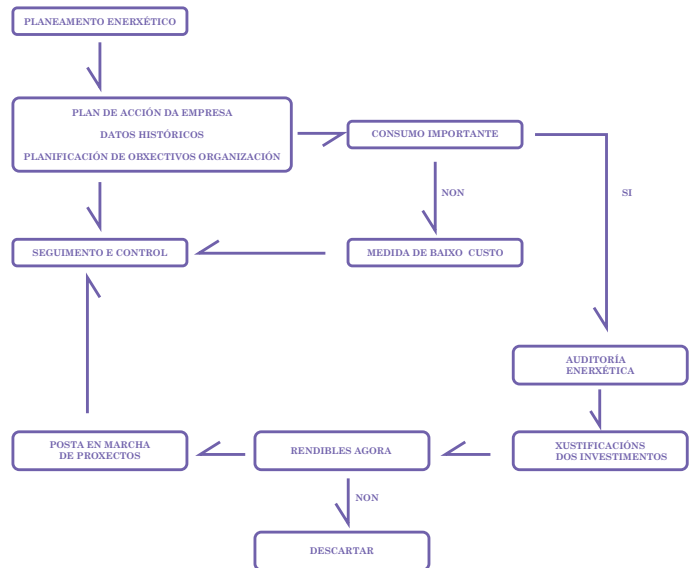 PLANEAMENTO ENERXÉTICO
PLAN DE ACCIÓN DA EMPRESA
DATOS HISTÓRICOS
PLANIFICACIÓN DE OBXECTIVOS ORGANIZACIÓN
CONSUMO IMPORTANTE
NON
SI
SEGUIMENTO E CONTROL
MEDIDA DE BAIXO CUSTO
AUDITORÍA
ENERXÉTICA
POSTA EN MARCHA
DE PROXECTOS
RENDIBLES AGORA
XUSTIFICACIÓNS
DOS INVESTIMENTOS
NON
DESCARTAR